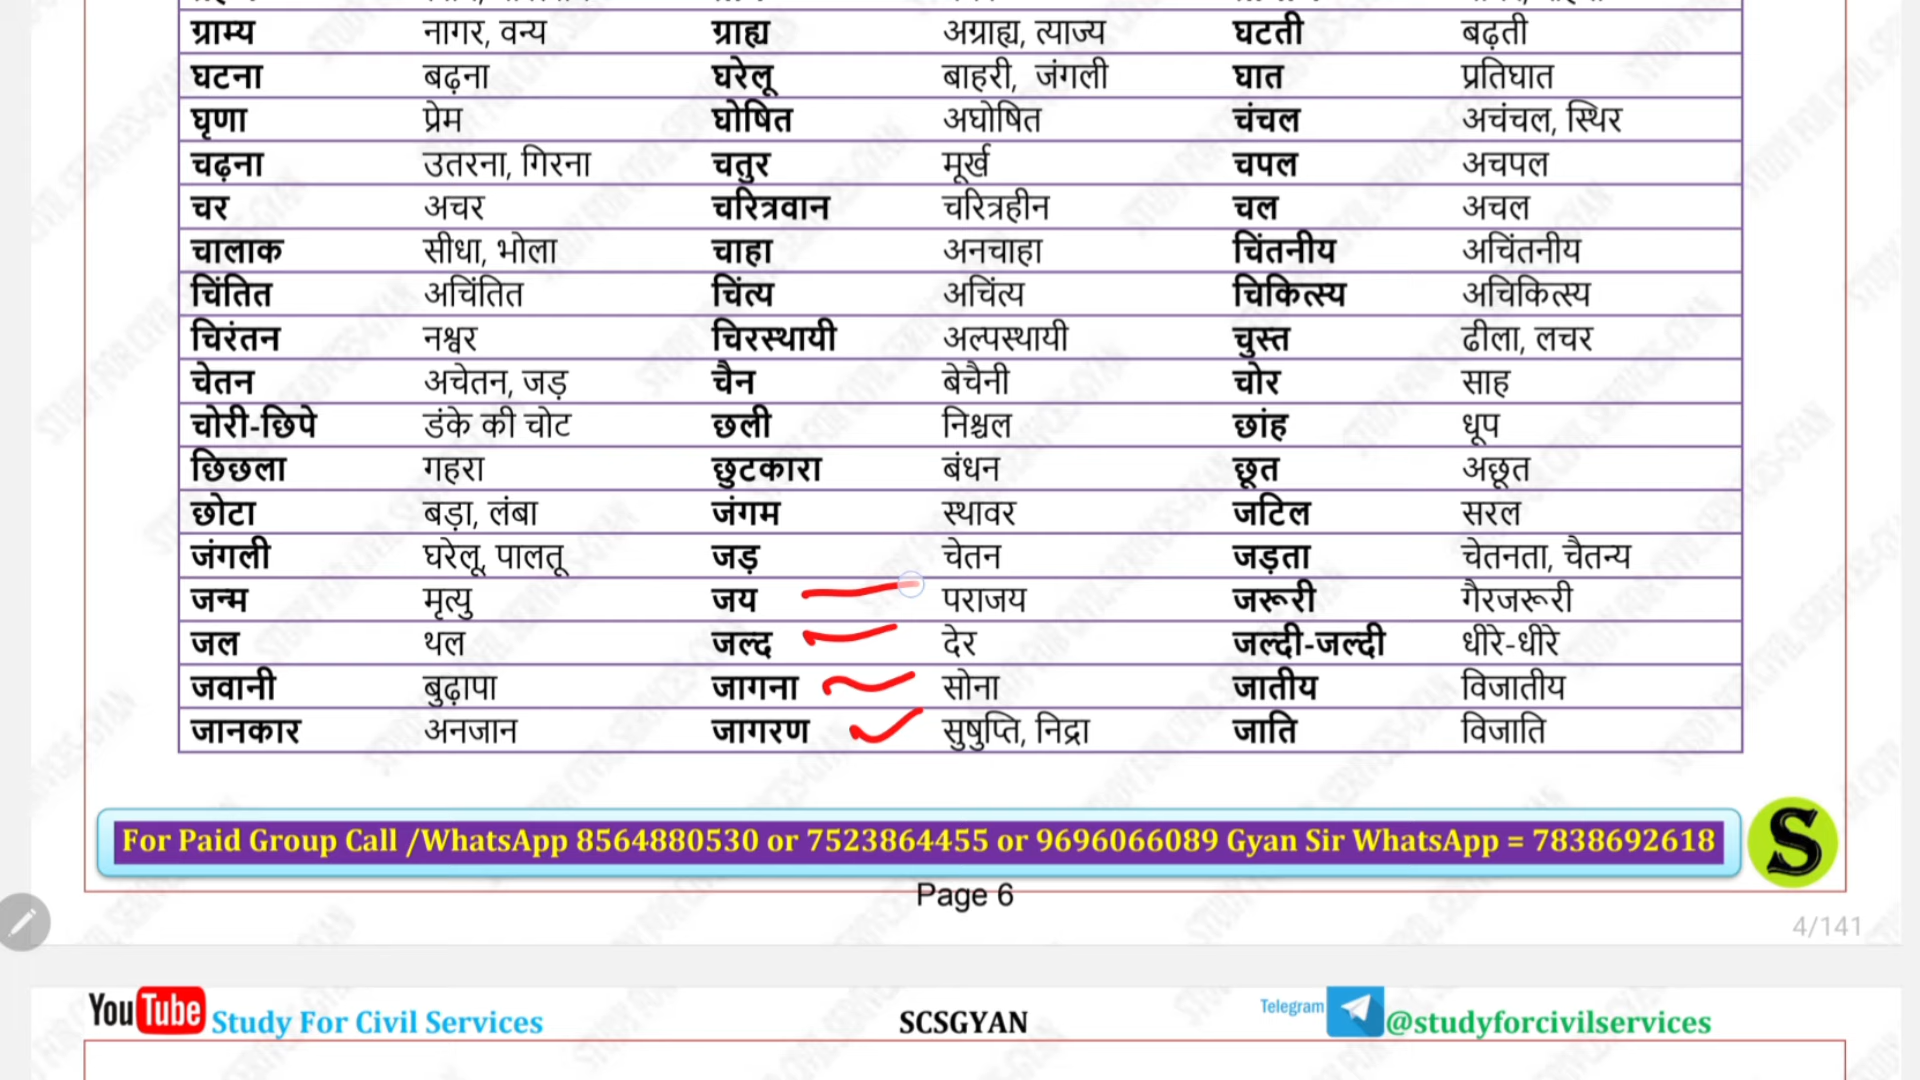 ग्राम्य नागर, वन्य ग्राह्य अग्राह्य, त्याज्य घटती बढ़ती
घटना बढ़ना घरेलू बाहरी, जंगली घात प्रतिघात
घृणा प्रेम घोषित अघोषित चंचल अचंचल, स्थिर
चढ़ना उतरना, गिरना चतुर मूर्ख चपल अचपल
चर अचर चरित्रवान चरित्रहीन चल अचल
चालाक सीधा, भोला चाहा अनचाहा चिंतनीय अचिंतनीय
चिंतित अचिंतित चिंत्य अचिंत्य चिकित्स्य अचिकित्स्य
चिरंतन नश्वर चिरस्थायी अल्पस्थायी चुस्त ढीला, लचर
चेतन अचेतन, जड़ चैन बेचैनी चोर साह
चोरी-छिपे डंके की चोट छली निश्चल छांह धूप
छिछला गहरा छुटकारा बंधन छूत अछूत
छोटा बड़ा, लंबा जंगम स्थावर जटिल सरल
जंगली घरेलू, पालतू जड़ चेतन जड़ता चेतनता, चैतन्य
जन्म मृत्यु जय पराजय जरूरी गैरजरूरी
जल थल जल्द देर जल्दी-जल्दी धीरे-धीरे
जवानी बुढ़ापा जागना सोना जातीय विजातीय
जानकार अनजान जागरण सुषुप्ति, निद्रा जाति विजाति
For Paid Group Call /WhatsApp 8564880530 or 7523864455 or 9696066089 Gyan Sir WhatsApp = 7838692618
S
Page 6
4/141
YouTube Study For Civil Services SCSGYAN Telegram @studyforcivilservices